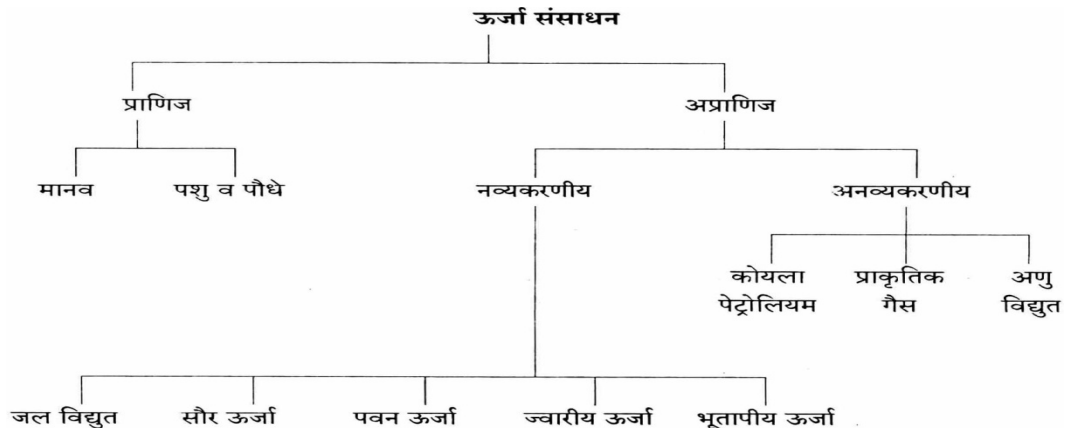 ऊर्जा संसाधन
प्राणिज
अप्राणिज
मानव
पशु व पौधे
नव्यकरणीय
अनव्यकरणीय
कोयला
पेट्रोलियम
प्राकृतिक
गैस
अणु
विद्युत
जल विद्युत
सौर ऊर्जा
पवन ऊर्जा
ज्वारीय ऊर्जा
भूतापीय ऊर्जा